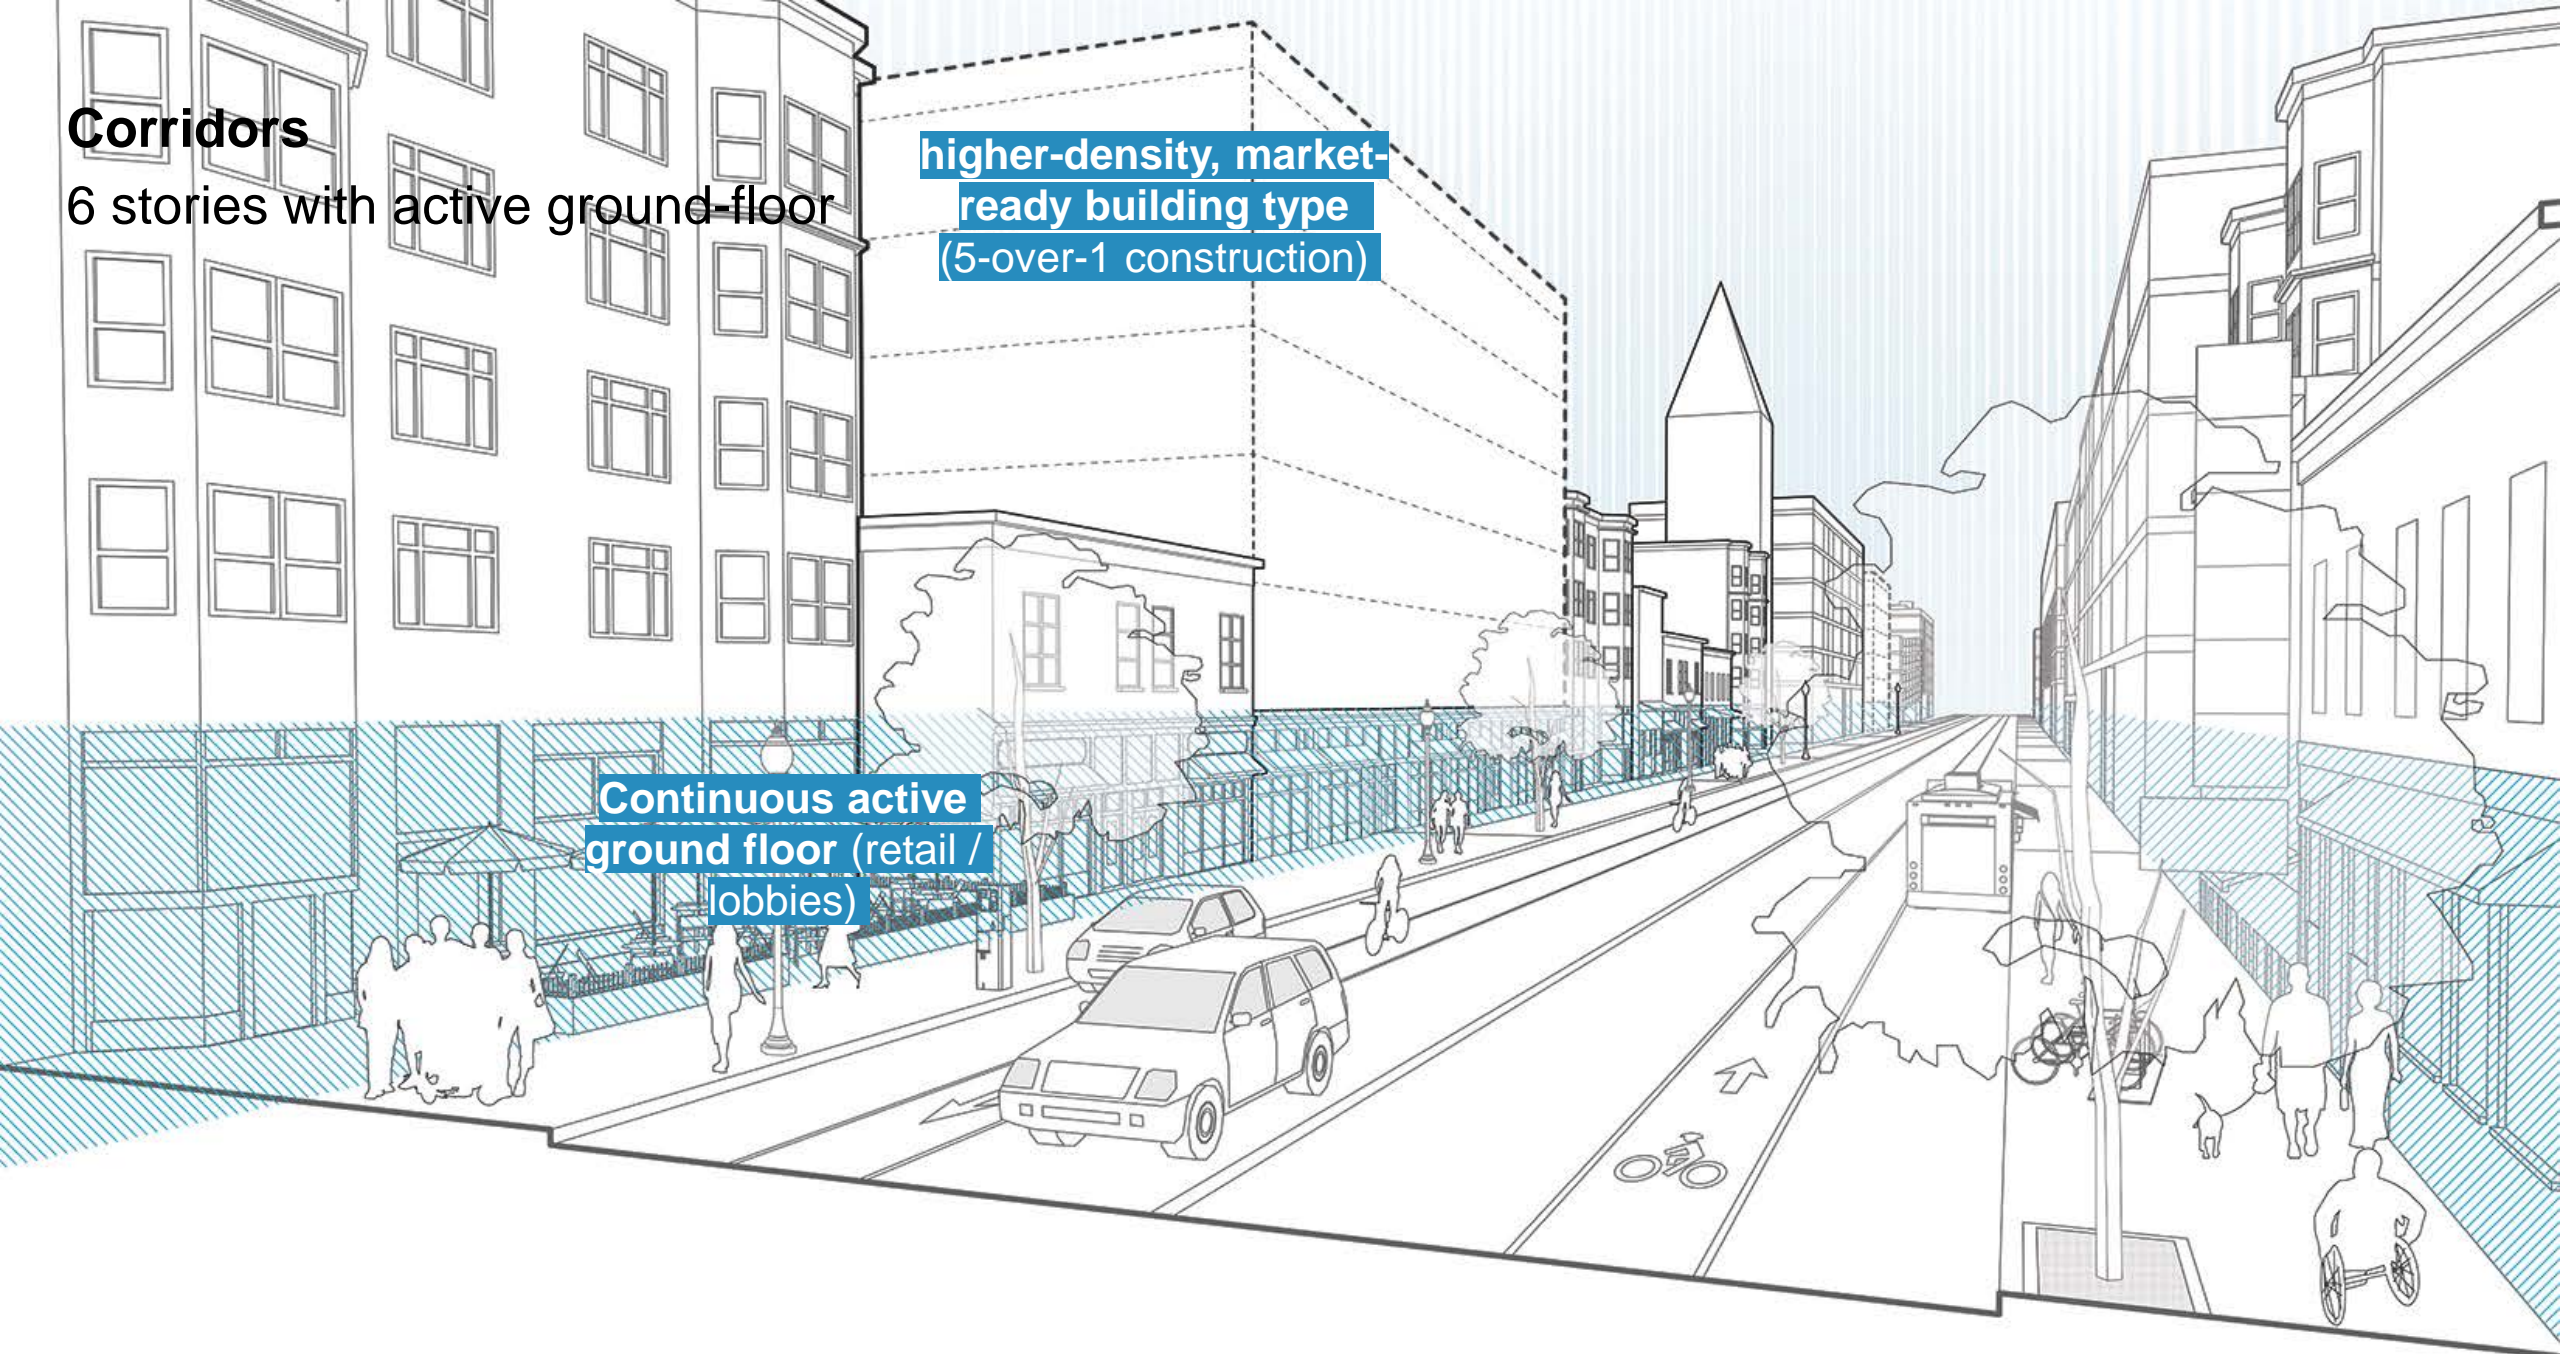 Corridors
6 stories with active ground-floor
higher-density, market-
ready building type
(5-over-1 construction)
Continuous active
ground floor (retail /
lobbies)